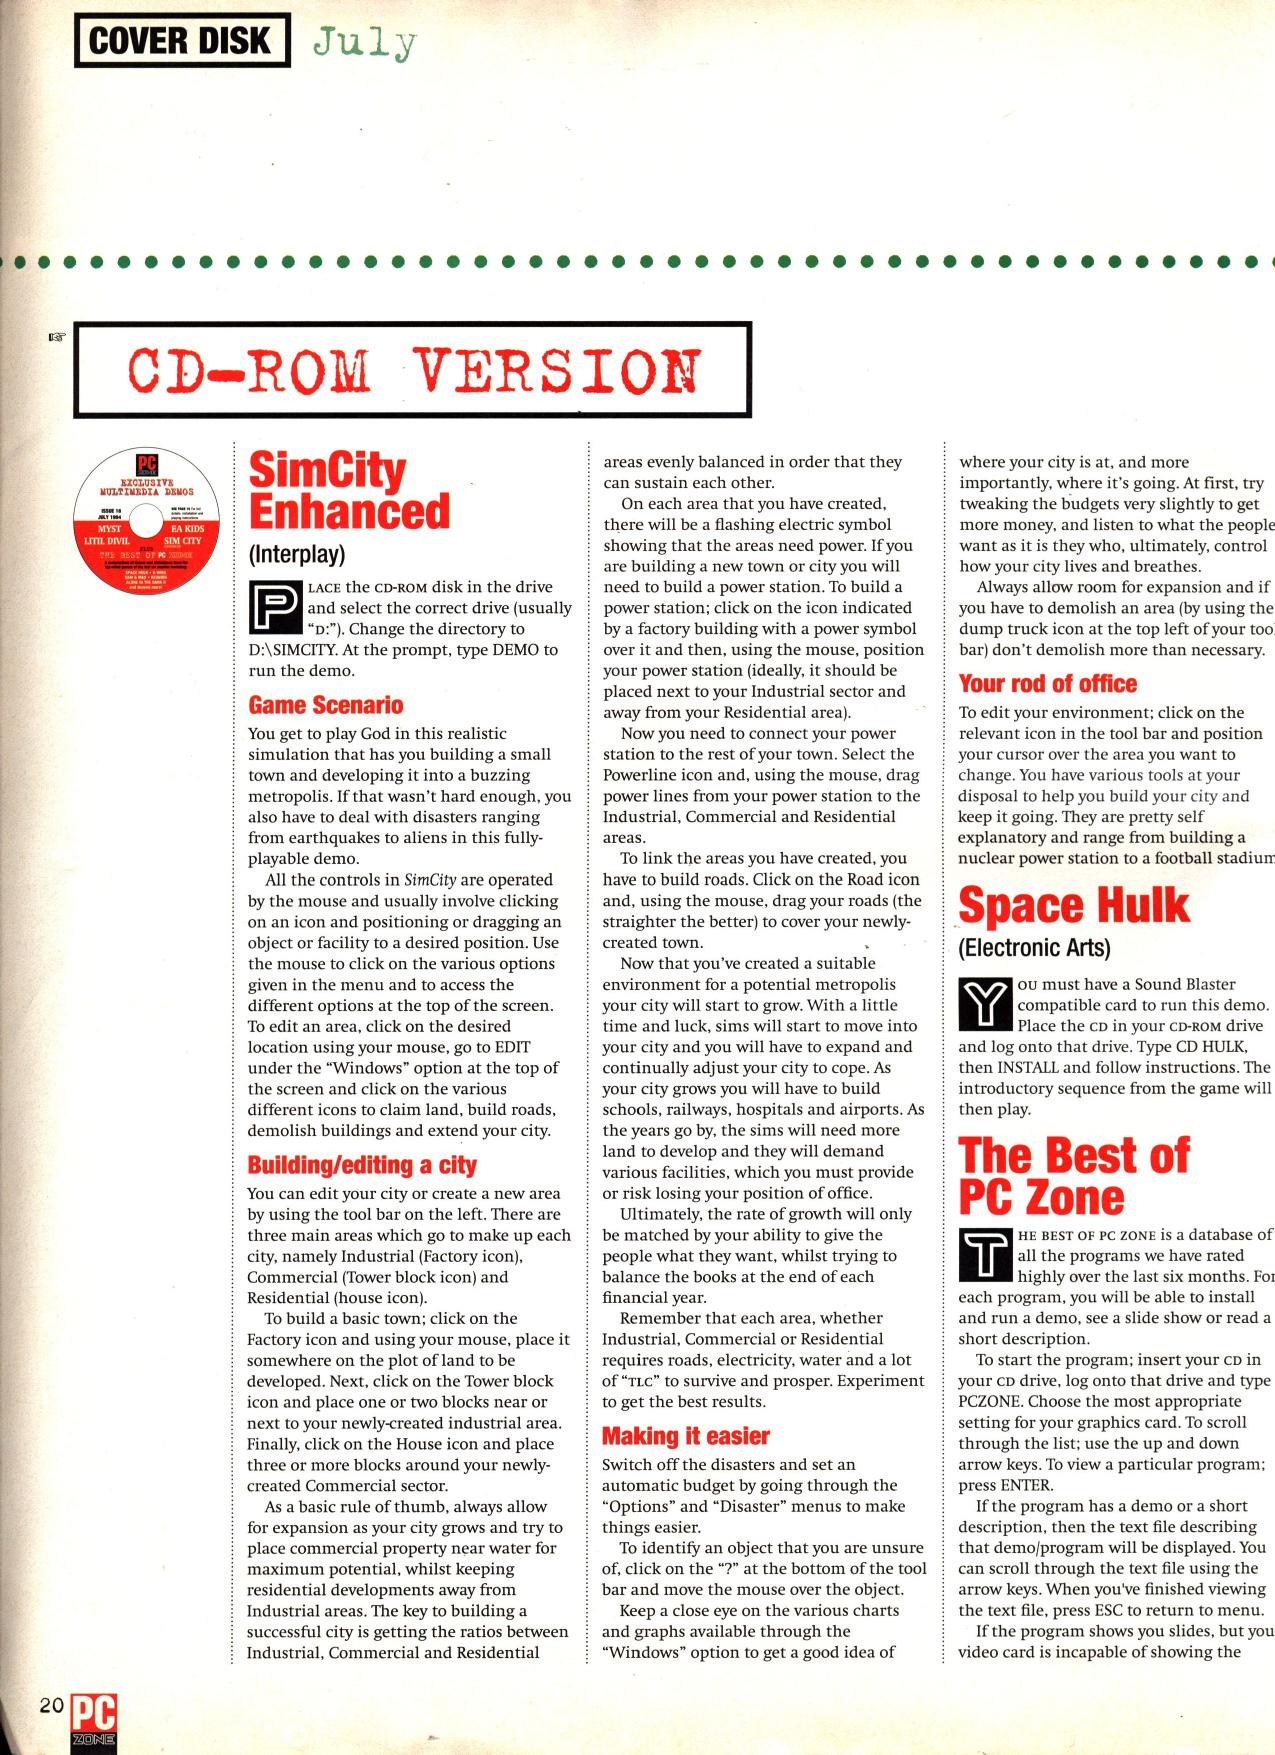 COVER DISK July
CD-ROM VERSION
PC
ZONE
EXCLUSIVE
MULTIMEDIA DEMOS
ISSUE 16
JULY 1994
MYST EA KIDS
LITIL DIVIL SIM CITY
PLUS
THE BEST OF PC ZONE
SimCity
Enhanced
(Interplay)
PLACE the CD-ROM disk in the drive
and select the correct drive (usually
“D:”). Change the directory to
D:\SIMCITY. At the prompt, type DEMO to
run the demo.
Game Scenario
You get to play God in this realistic
simulation that has you building a small
town and developing it into a buzzing
metropolis. If that wasn't hard enough, you
also have to deal with disasters ranging
from earthquakes to aliens in this fully-
playable demo.
All the controls in SimCity are operated
by the mouse and usually involve clicking
on an icon and positioning or dragging an
object or facility to a desired position. Use
the mouse to click on the various options
given in the menu and to access the
different options at the top of the screen.
To edit an area, click on the desired
location using your mouse, go to EDIT
under the “Windows” option at the top of
the screen and click on the various
different icons to claim land, build roads,
demolish buildings and extend your city.
Building/editing a city
You can edit your city or create a new area
by using the tool bar on the left. There are
three main areas which go to make up each
city, namely Industrial (Factory icon),
Commercial (Tower block icon) and
Residential (house icon).
To build a basic town; click on the
Factory icon and using your mouse, place it
somewhere on the plot of land to be
developed. Next, click on the Tower block
icon and place one or two blocks near or
next to your newly-created industrial area.
Finally, click on the House icon and place
three or more blocks around your newly-
created Commercial sector.
As a basic rule of thumb, always allow
for expansion as your city grows and try to
place commercial property near water for
maximum potential, whilst keeping
residential developments away from
Industrial areas. The key to building a
successful city is getting the ratios between
Industrial, Commercial and Residential
areas evenly balanced in order that they
can sustain each other.
On each area that you have created,
there will be a flashing electric symbol
showing that the areas need power. If you
are building a new town or city you will
need to build a power station. To build a
power station; click on the icon indicated
by a factory building with a power symbol
over it and then, using the mouse, position
your power station (ideally, it should be
placed next to your Industrial sector and
away from your Residential area).
Now you need to connect your power
station to the rest of your town. Select the
Powerline icon and, using the mouse, drag
power lines from your power station to the
Industrial, Commercial and Residential
areas.
To link the areas you have created, you
have to build roads. Click on the Road icon
and, using the mouse, drag your roads (the
straighter the better) to cover your newly-
created town.
Now that you've created a suitable
environment for a potential metropolis
your city will start to grow. With a little
time and luck, sims will start to move into
your city and you will have to expand and
continually adjust your city to cope. As
your city grows you will have to build
schools, railways, hospitals and airports. As
the years go by, the sims will need more
land to develop and they will demand
various facilities, which you must provide
or risk losing your position of office.
Ultimately, the rate of growth will only
be matched by your ability to give the
people what they want, whilst trying to
balance the books at the end of each
financial year.
Remember that each area, whether
Industrial, Commercial or Residential
requires roads, electricity, water and a lot
of “TLC” to survive and prosper. Experiment
to get the best results.
Making it easier
Switch off the disasters and set an
automatic budget by going through the
“Options” and “Disaster” menus to make
things easier.
To identify an object that you are unsure
of, click on the “?” at the bottom of the tool
bar and move the mouse over the object.
Keep a close eye on the various charts
and graphs available through the
“Windows” option to get a good idea of
where your city is at, and more
importantly, where it's going. At first, try
tweaking the budgets very slightly to get
more money, and listen to what the people
want as it is they who, ultimately, control
how your city lives and breathes.
Always allow room for expansion and if
you have to demolish an area (by using the
dump truck icon at the top left of your tool
bar) don't demolish more than necessary.
Your rod of office
To edit your environment; click on the
relevant icon in the tool bar and position
your cursor over the area you want to
change. You have various tools at your
disposal to help you build your city and
keep it going. They are pretty self
explanatory and range from building a
nuclear power station to a football stadium
Space Hulk
(Electronic Arts)
YOU must have a Sound Blaster
compatible card to run this demo.
Place the CD in your CD-ROM drive
and log onto that drive. Type CD HULK,
then INSTALL and follow instructions. The
introductory sequence from the game will
then play.
The Best of
PC Zone
THE BEST OF PC ZONE is a database of
all the programs we have rated
highly over the last six months. For
each program, you will be able to install
and run a demo, see a slide show or read a
short description.
To start the program; insert your CD in
your CD drive, log onto that drive and type
PCZONE. Choose the most appropriate
setting for your graphics card. To scroll
through the list; use the up and down
arrow keys. To view a particular program;
press ENTER.
If the program has a demo or a short
description, then the text file describing
that demo/program will be displayed. You
can scroll through the text file using the
arrow keys. When you've finished viewing
the text file, press ESC to return to menu.
If the program shows you slides, but you
video card is incapable of showing the
20 PC
ZONE